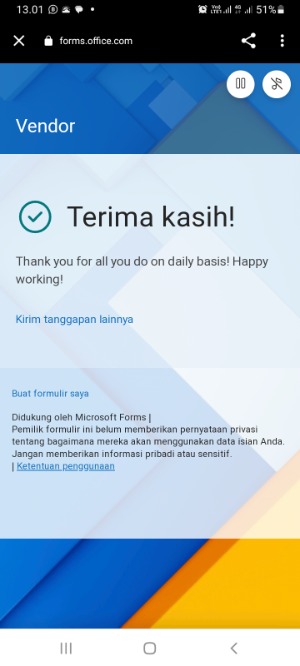 13.01
51%
forms.office.com
Vendor
Terima kasih!
Thank you for all you do on daily basis! Happy
working!
Kirim tanggapan lainnya
Buat formulir saya
Didukung oleh Microsoft Forms |
Pemilik formulir ini belum memberikan pernyataan privasi
tentang bagaimana mereka akan menggunakan data isian Anda.
Jangan memberikan informasi pribadi atau sensitif.
| Ketentuan penggunaan